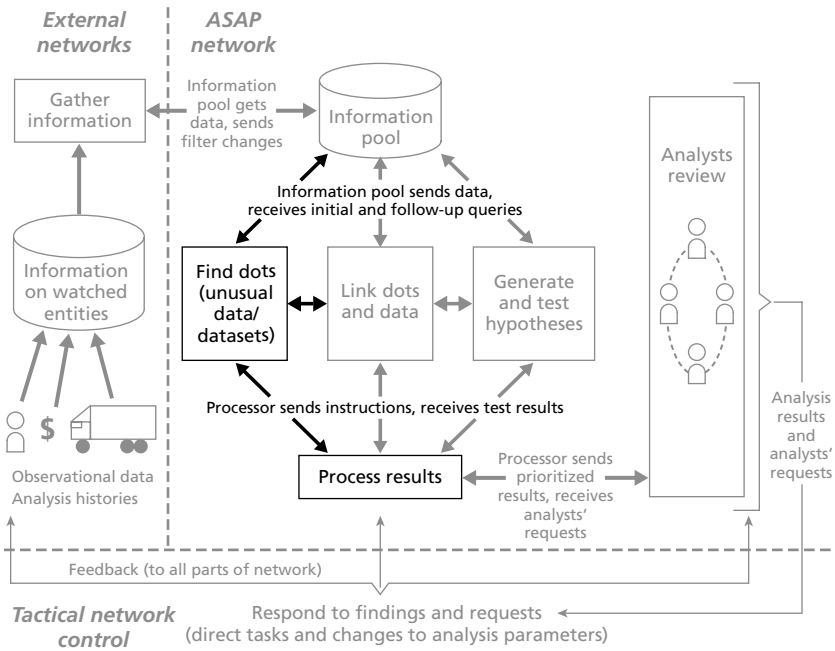 External
networks
ASAP
network
Gather
information
Information
pool gets
data, sends
filter changes
Information
pool
Analysts
review
Information pool sends data,
receives initial and follow-up queries
Information
on watched
entities
Find dots
(unusual
data/
datasets)
Link dots
and data
Generate
and test
hypotheses
Processor sends instructions, receives test results
$
Observational data
Analysis histories
Process results
Processor sends
prioritized
results, receives
analysts’
requests
Analysis
results
and
analysts’
requests
Feedback (to all parts of network)
Tactical network
control
Respond to findings and requests
(direct tasks and changes to analysis parameters)